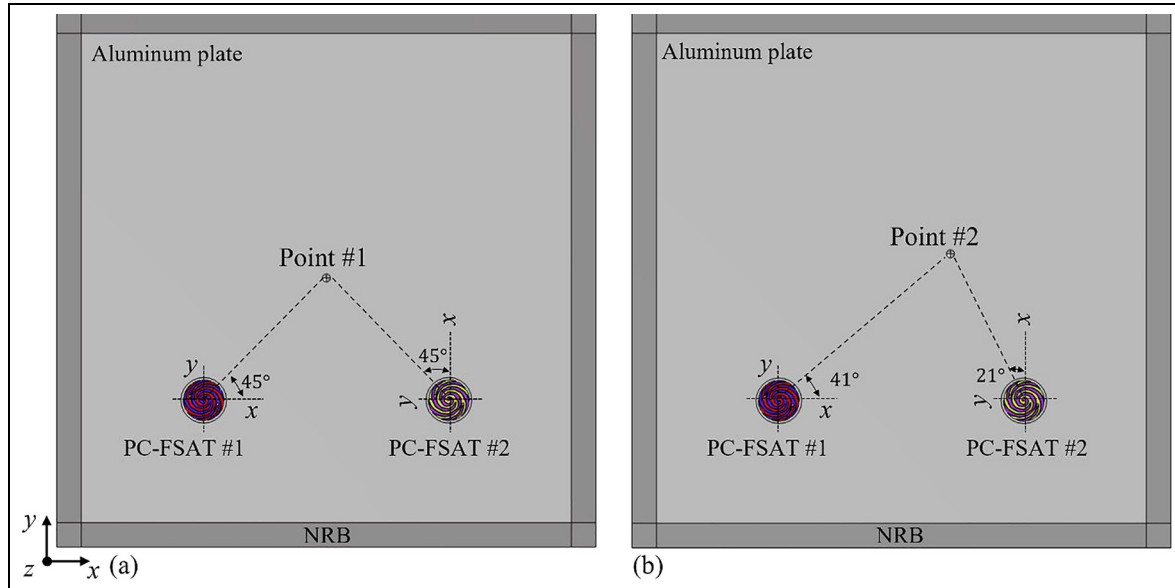 Aluminum plate
Point #1
x
45°
y
45°
x
y
PC-FSAT #1
PC-FSAT #2
NRB
y
z
x
(a)
Aluminum plate
Point #2
x
y
41°
x
21°
y
PC-FSAT #1
PC-FSAT #2
NRB
(b)